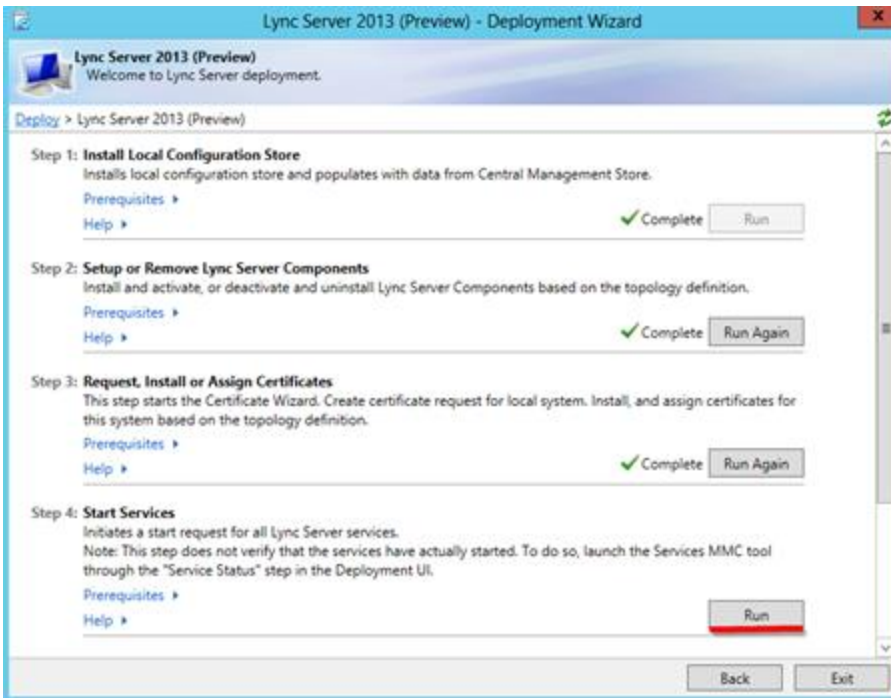 Lync Server 2013 (Preview) - Deployment Wizard
x
Lync Server 2013 (Preview)
Welcome to Lync Server deployment.
Deploy > Lync Server 2013 (Preview)
Step 1: Install Local Configuration Store
Installs local configuration store and populates with data from Central Management Store.
Prerequisites
Help
Complete Run
Step 2: Setup or Remove Lync Server Components
Install and activate, or deactivate and uninstall Lync Server Components based on the topology definition.
Prerequisites
Help
Complete Run Again
Step 3: Request, Install or Assign Certificates
This step starts the Certificate Wizard. Create certificate request for local system. Install, and assign certificates for
this system based on the topology definition.
Prerequisites
Help
Complete Run Again
Step 4: Start Services
Initiates a start request for all Lync Server services.
Note: This step does not verify that the services have actually started. To do so, launch the Services MMC tool
through the "Service Status" step in the Deployment UI.
Prerequisites
Help
Run
Back Exit